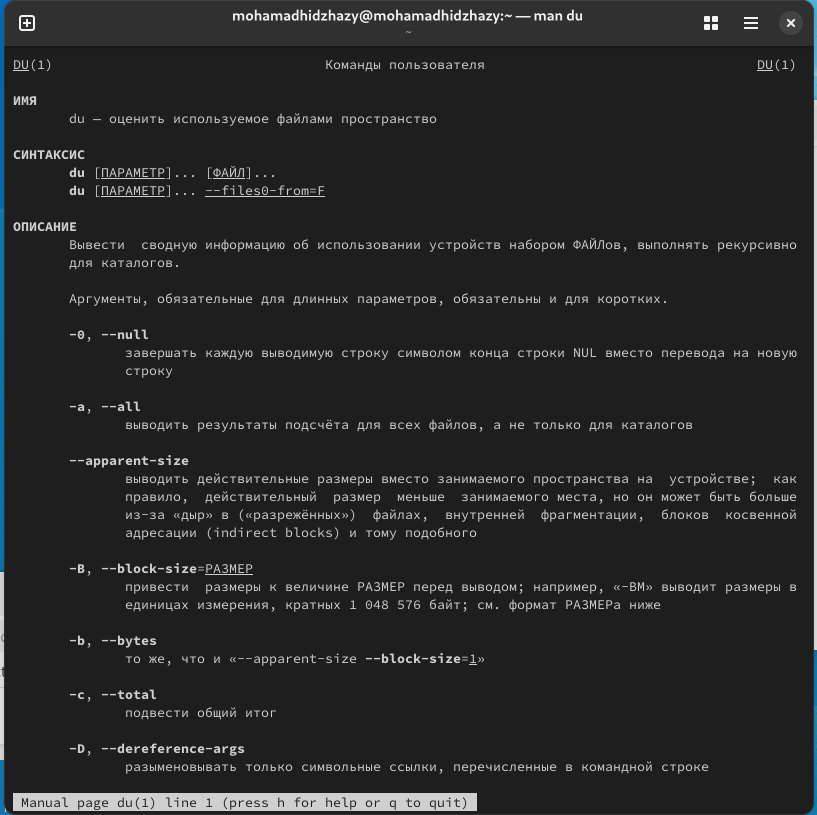 mohamadhidzhazy@mohamadhidzhazy:~ — man du
~
DU(1) Команды пользователя DU(1)
ИМЯ
du — оценить используемое файлами пространство
СИНТАКСИС
du [ПАРАМЕТР]... [ФАЙЛ]...
du [ПАРАМЕТР]... --files0-from=F
ОПИСАНИЕ
Вывести сводную информацию об использовании устройств набором ФАЙЛов, выполнять рекурсивно
для каталогов.
Аргументы, обязательные для длинных параметров, обязательны и для коротких.
-0, --null
завершать каждую выводимую строку символом конца строки NUL вместо перевода на новую
строку
-a, --all
выводить результаты подсчёта для всех файлов, а не только для каталогов
--apparent-size
выводить действительные размеры вместо занимаемого пространства на устройстве; как
правило, действительный размер меньше занимаемого места, но он может быть больше
из-за «дыр» в («разрежённых») файлах, внутренней фрагментации, блоков косвенной
адресации (indirect blocks) и тому подобного
-B, --block-size=РАЗМЕР
привести размеры к величине РАЗМЕР перед выводом; например, «-BM» выводит размеры в
единицах измерения, кратных 1 048 576 байт; см. формат РАЗМЕРа ниже
-b, --bytes
то же, что и «--apparent-size --block-size=1»
-c, --total
подвести общий итог
-D, --dereference-args
разыменовывать только символьные ссылки, перечисленные в командной строке
Manual page du(1) line 1 (press h for help or q to quit)